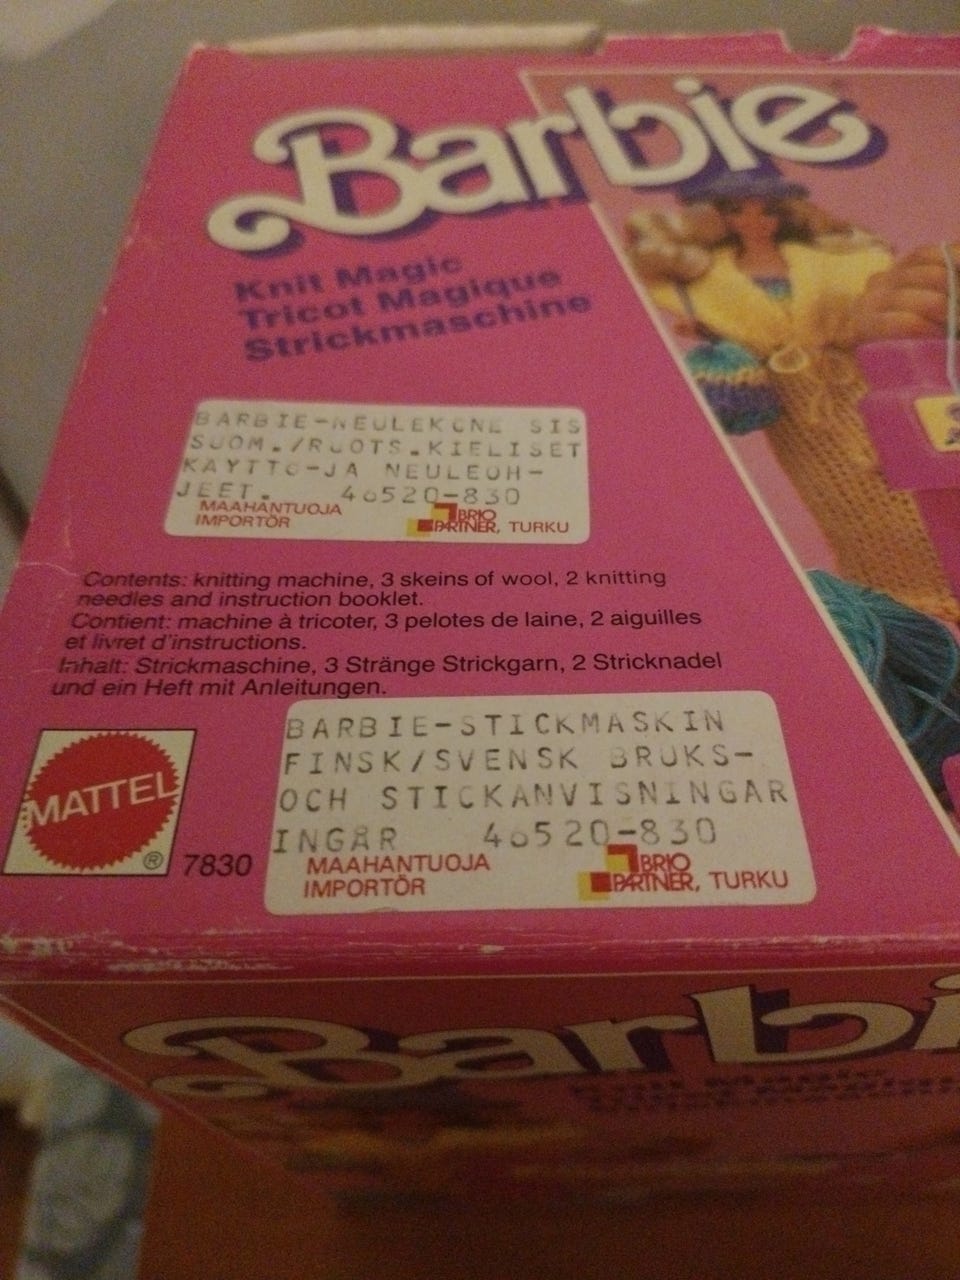 Barbie
Knit Magic
Tricot Magique
Strickmaschine
BARBIE-NEULEKONE SIS
SUOM./RUOTS.KIELISET
KAYTTO-JA NEULEOH-
JEET. 46520-830
MAAHANTUOJA
IMPORTÖR
BRIO
PARTNER, TURKU
Contents: knitting machine, 3 skeins of wool, 2 knitting
needles and instruction booklet.
Contient: machine à tricoter, 3 pelotes de laine, 2 aiguilles
et livret d'instructions.
Inhalt: Strickmaschine, 3 Stränge Strickgarn, 2 Stricknadel
und ein Heft mit Anleitungen.
BARBIE-STICKMASKIN
FINSK/SVENSK BRUKS-
OCH STICKANVISNINGAR
INGÅR 46520-830
MAAHANTUOJA
IMPORTÖR
BRIO
PARTNER, TURKU
MATTEL
®
7830
Barbi
Knit Magic